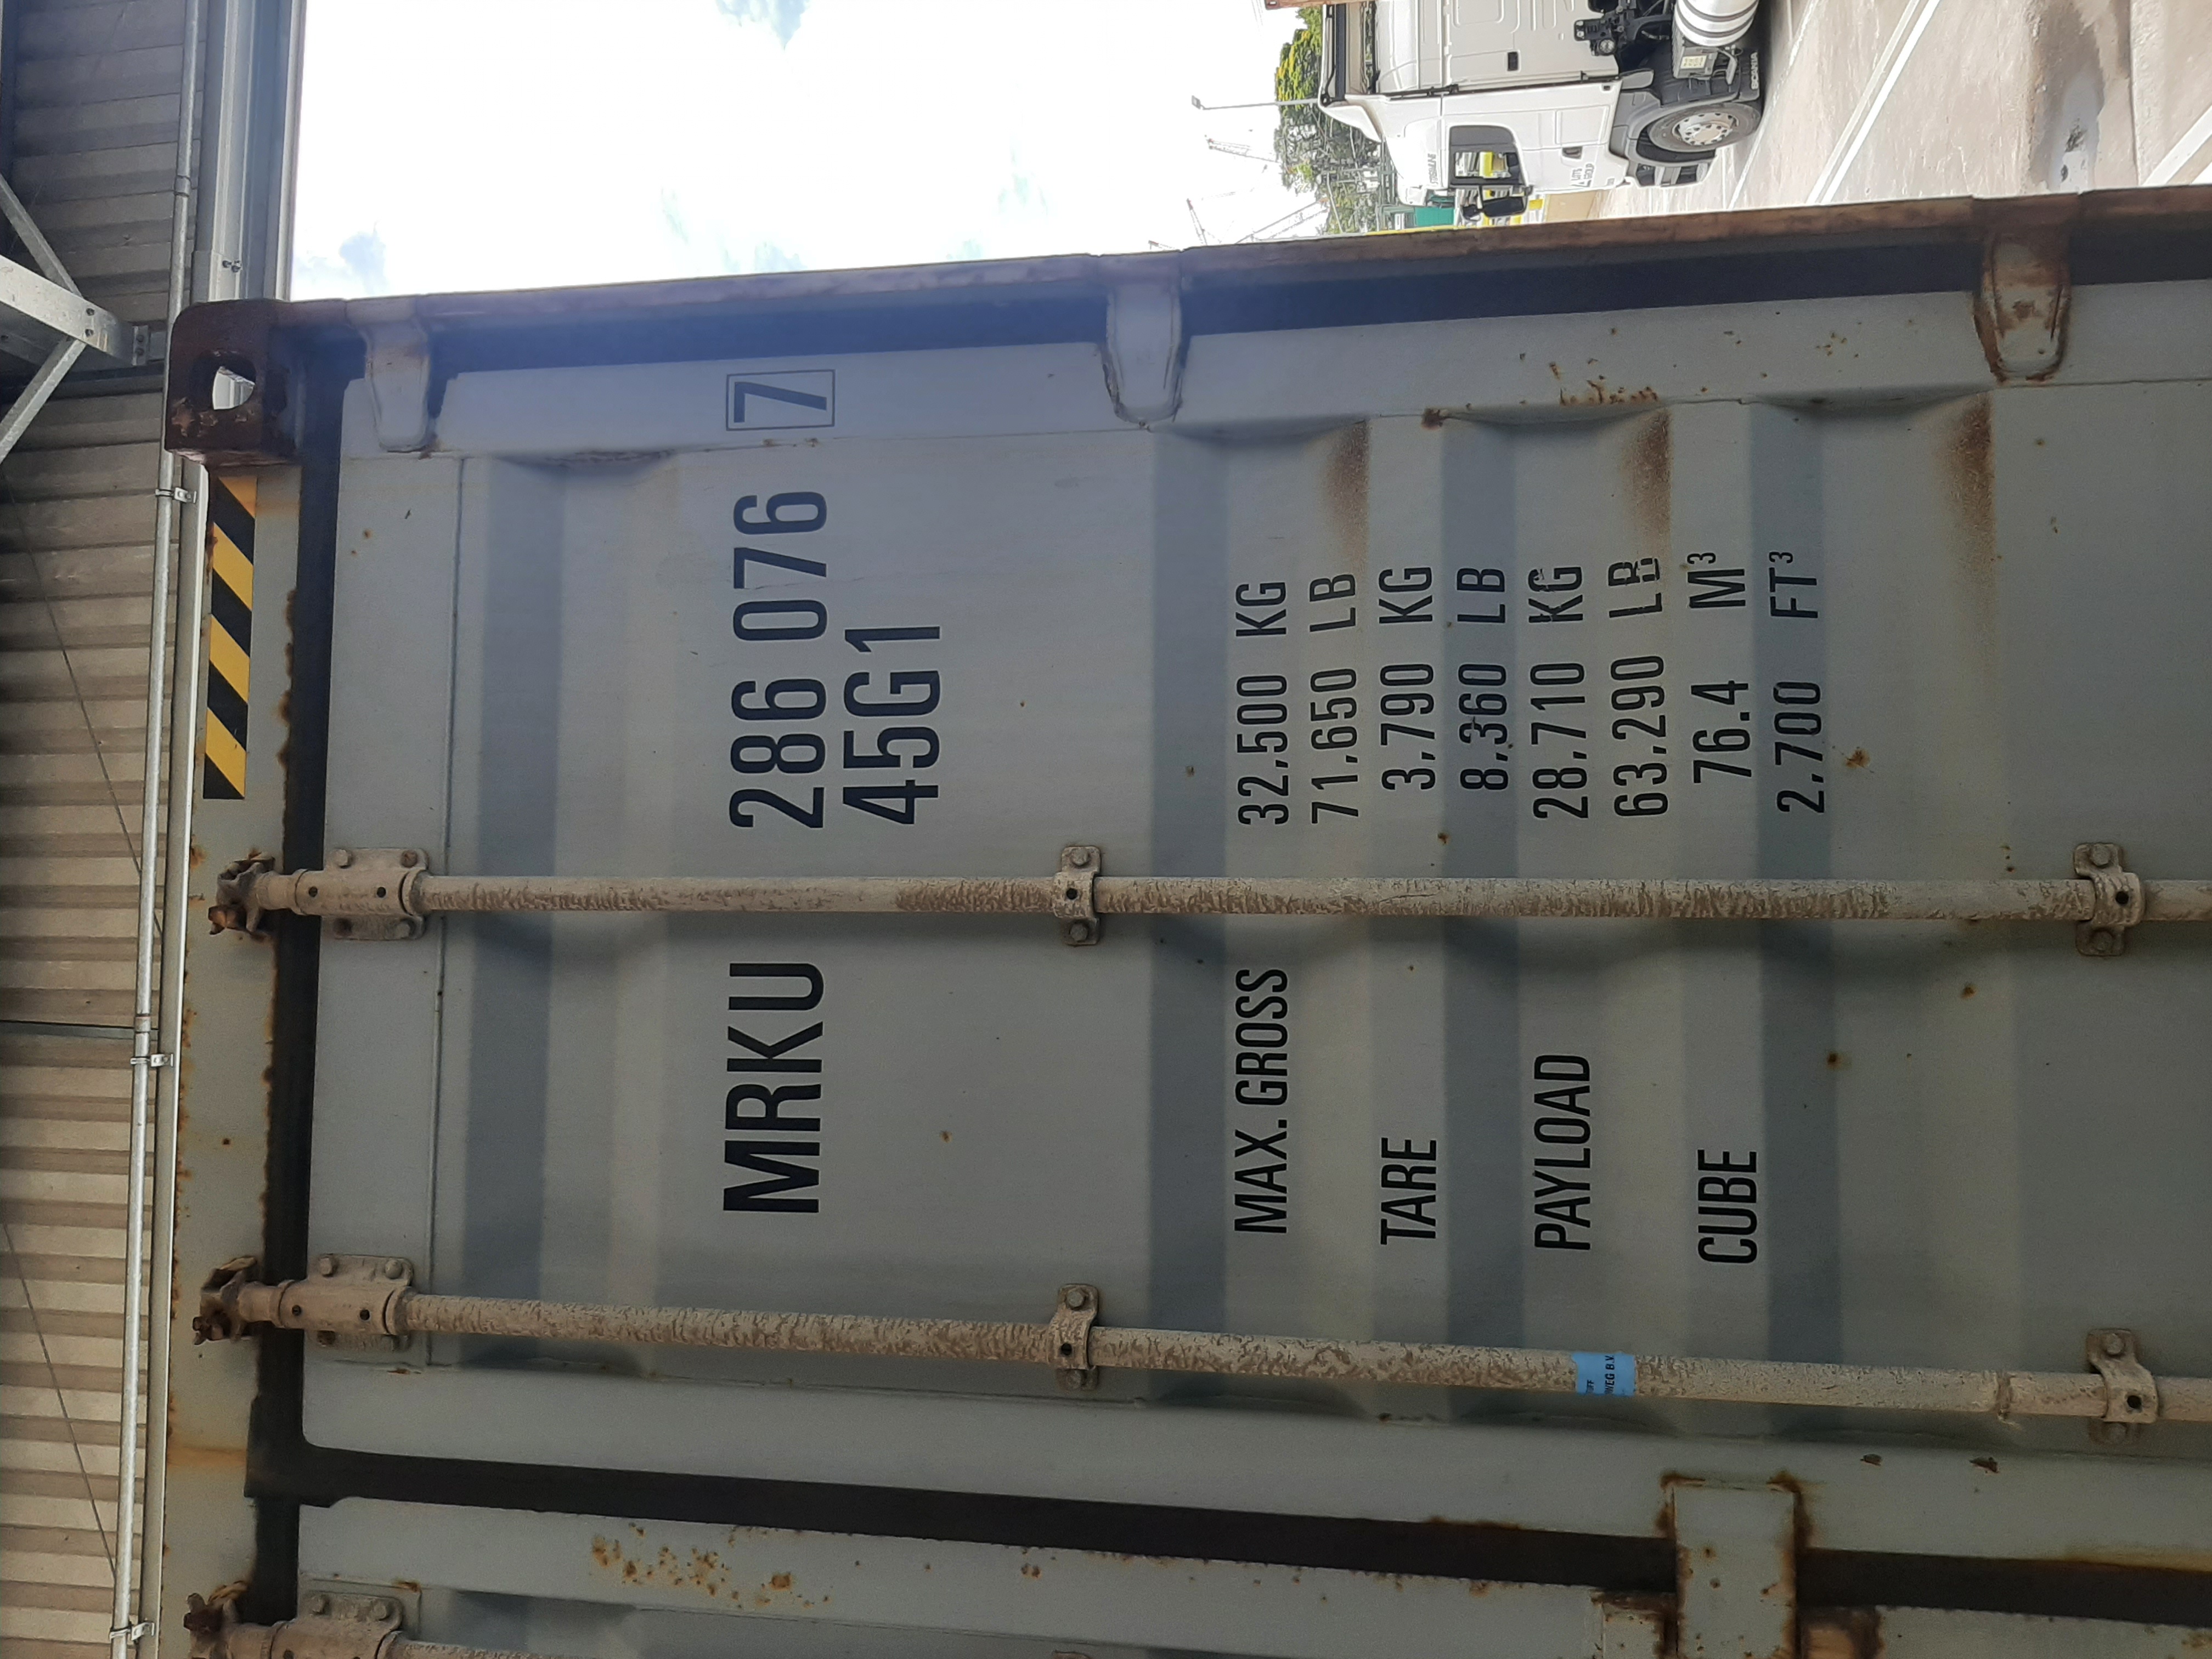 MRKU 286 076 7
45G1
MAX. GROSS 32.500 KG
71.650 LB
TARE 3.790 KG
8.360 LB
PAYLOAD 28.710 KG
63.290 LB
CUBE 76.4 M³
2.700 FT³
SCANIA